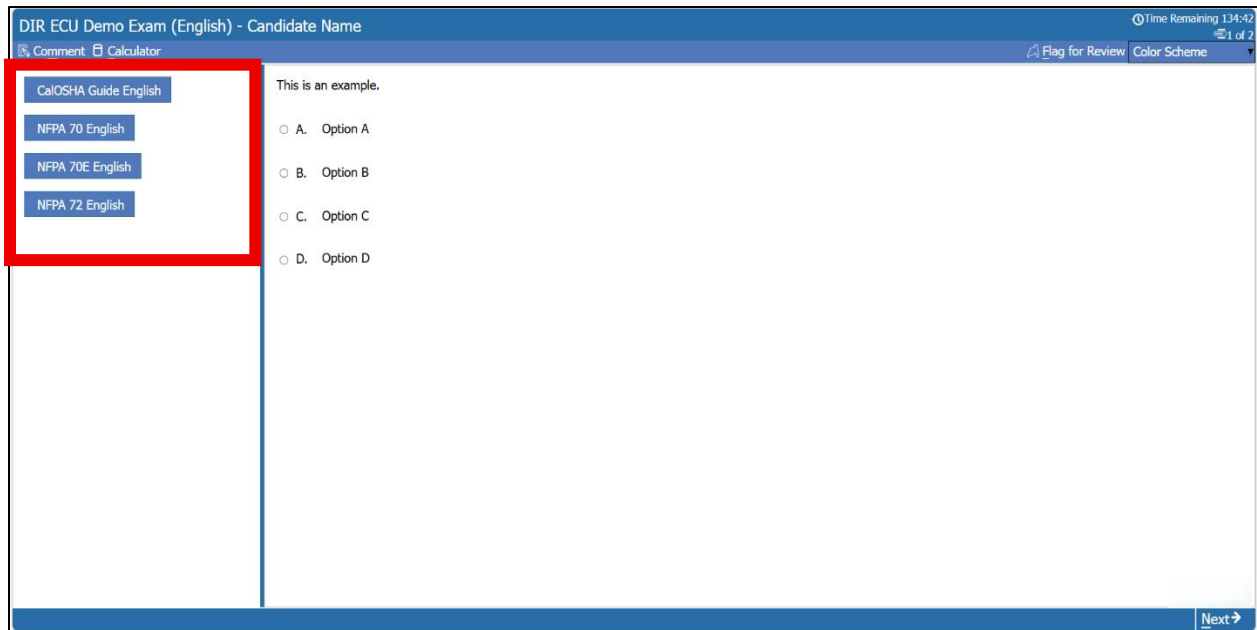 DIR ECU Demo Exam (English) - Candidate Name
Time Remaining 134:42
1 of 2
Comment Calculator
Flag for Review Color Scheme
CalOSHA Guide English
NFPA 70 English
NFPA 70E English
NFPA 72 English
This is an example.
A. Option A
B. Option B
C. Option C
D. Option D
Next